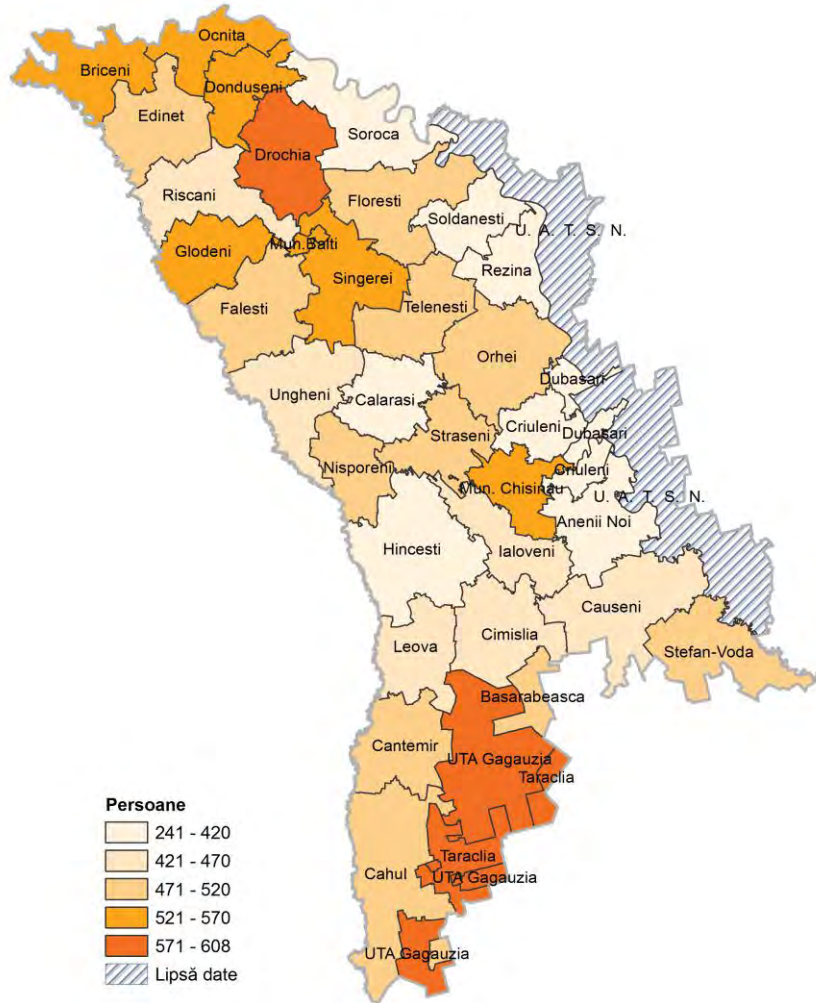 Ocnita
Briceni
Donduseni
Edinet
Soroca
Drochia
Riscani
Floresti
Soldanesti
U. A. T. S. N.
Mun.Balti
Glodeni
Rezina
Singerei
Falesti
Telenesti
Orhei
Dubasari
Ungheni
Calarasi
Criuleni
Dubasari
Straseni
Nisporeni
Criuleni
Mun. Chisinau
U. A. T. S. N.
Anenii Noi
Hincesti
Ialoveni
Causeni
Cimislia
Leova
Stefan-Voda
Basarabeasca
Cantemir
UTA Gagauzia
Taraclia
Persoane
241 - 420
421 - 470
471 - 520
521 - 570
571 - 608
Lipsă date
Taraclia
Cahul
UTA Gagauzia
UTA Gagauzia